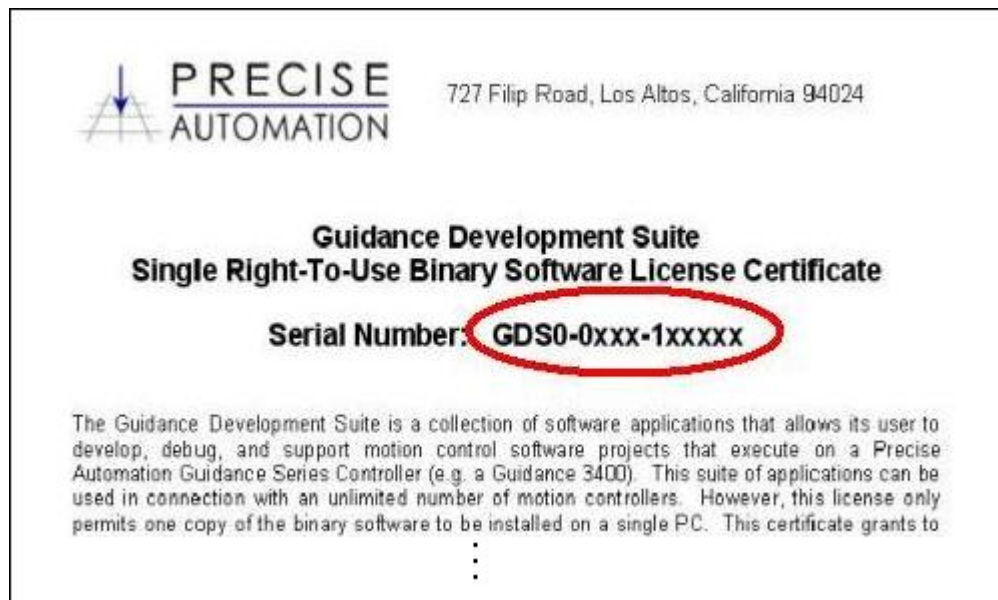 PRECISE
AUTOMATION
727 Filip Road, Los Altos, California 94024
Guidance Development Suite
Single Right-To-Use Binary Software License Certificate
Serial Number: GDS0-0xxx-1xxxxx
The Guidance Development Suite is a collection of software applications that allows its user to
develop, debug, and support motion control software projects that execute on a Precise
Automation Guidance Series Controller (e.g. a Guidance 3400). This suite of applications can be
used in connection with an unlimited number of motion controllers. However, this license only
permits one copy of the binary software to be installed on a single PC. This certificate grants to